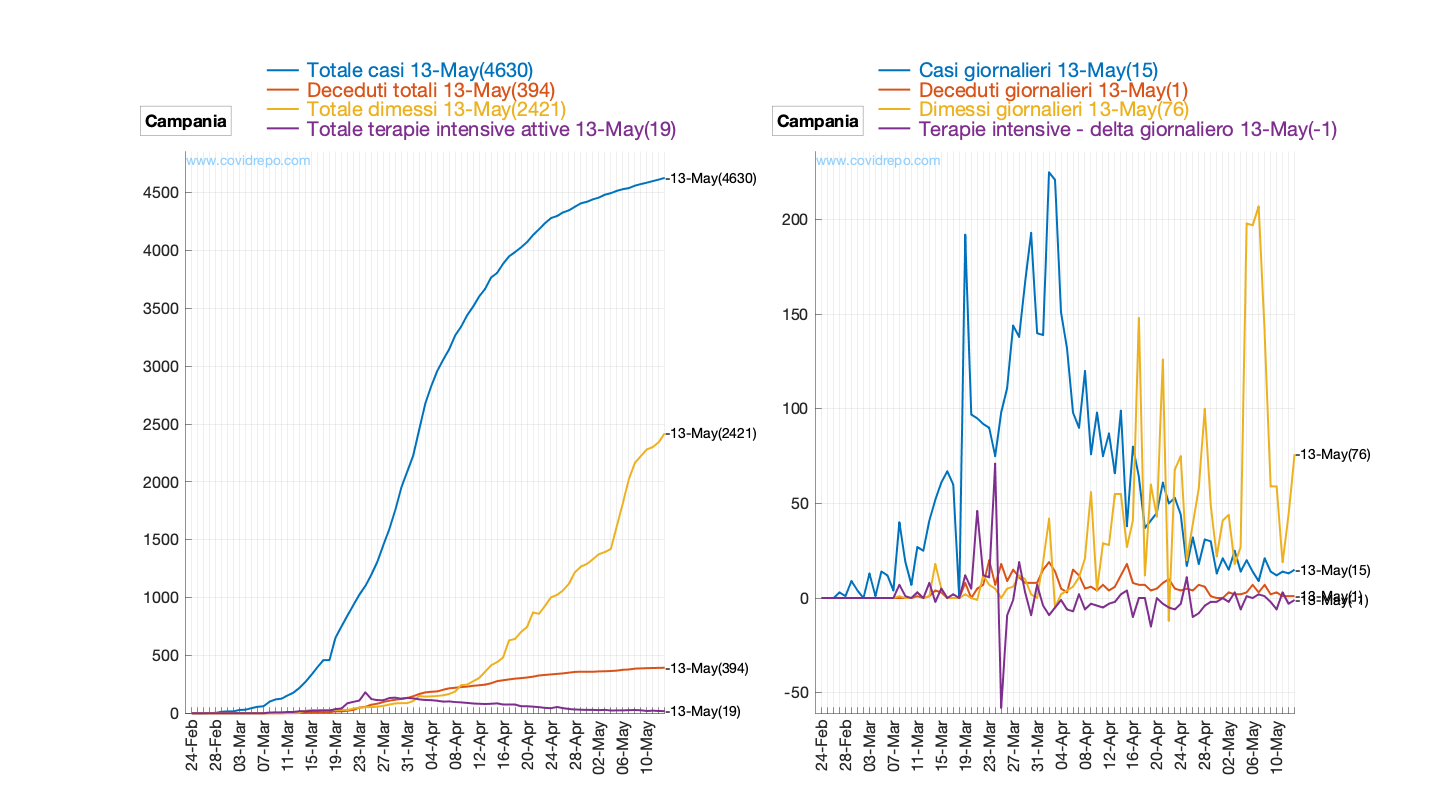 Totale casi 13-May(4630)
Deceduti totali 13-May(394)
Totale dimessi 13-May(2421)
Totale terapie intensive attive 13-May(19)
Campania
www.covidrepo.com
4500
4000
3500
3000
2500
2000
1500
1000
500
0
13-May(4630)
13-May(2421)
13-May(394)
13-May(19)
24-Feb
28-Feb
03-Mar
07-Mar
11-Mar
15-Mar
19-Mar
23-Mar
27-Mar
31-Mar
04-Apr
08-Apr
12-Apr
16-Apr
20-Apr
24-Apr
28-Apr
02-May
06-May
10-May
Casi giornalieri 13-May(15)
Deceduti giornalieri 13-May(1)
Dimessi giornalieri 13-May(76)
Terapie intensive - delta giornaliero 13-May(-1)
Campania
www.covidrepo.com
200
150
100
50
0
-50
13-May(76)
13-May(15)
13-May(1)
13-May(-1)
24-Feb
28-Feb
03-Mar
07-Mar
11-Mar
15-Mar
19-Mar
23-Mar
27-Mar
31-Mar
04-Apr
08-Apr
12-Apr
16-Apr
20-Apr
24-Apr
28-Apr
02-May
06-May
10-May